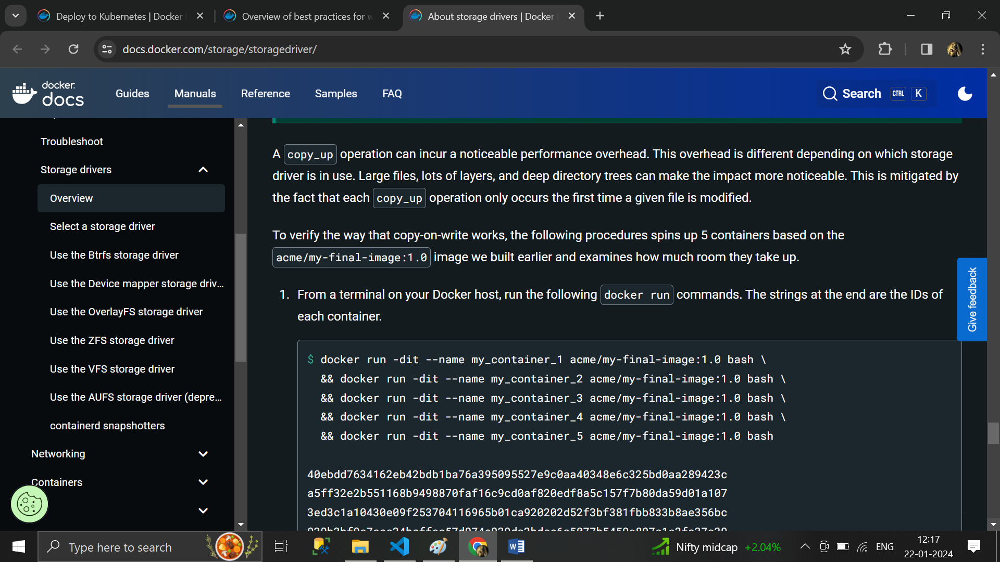 Deploy to Kubernetes | Docker
Overview of best practices for w
About storage drivers | Docker
docs.docker.com/storage/storagedriver/
docker
docs
Guides
Manuals
Reference
Samples
FAQ
Search
CTRL
K
Troubleshoot
Storage drivers
Overview
Select a storage driver
Use the Btrfs storage driver
Use the Device mapper storage driv...
Use the OverlayFS storage driver
Use the ZFS storage driver
Use the VFS storage driver
Use the AUFS storage driver (depre...
containerd snapshotters
Networking
Containers
A copy_up operation can incur a noticeable performance overhead. This overhead is different depending on which storage
driver is in use. Large files, lots of layers, and deep directory trees can make the impact more noticeable. This is mitigated by
the fact that each copy_up operation only occurs the first time a given file is modified.
To verify the way that copy-on-write works, the following procedures spins up 5 containers based on the
acme/my-final-image:1.0 image we built earlier and examines how much room they take up.
1. From a terminal on your Docker host, run the following docker run commands. The strings at the end are the IDs of
each container.
$ docker run -dit --name my_container_1 acme/my-final-image:1.0 bash \
&& docker run -dit --name my_container_2 acme/my-final-image:1.0 bash \
&& docker run -dit --name my_container_3 acme/my-final-image:1.0 bash \
&& docker run -dit --name my_container_4 acme/my-final-image:1.0 bash \
&& docker run -dit --name my_container_5 acme/my-final-image:1.0 bash
40ebdd7634162eb42bdb1ba76a395095527e9c0aa40348e6c325bd0aa289423c
a5ff32e2b551168b9498870faf16c9cd0af820edf8a5c157f7b80da59d01a107
3ed3c1a10430e09f253704116965b01ca920202d52f3bf381fbb833b8ae356bc
Give feedback
Type here to search
Nifty midcap +2.04%
ENG
12:17
22-01-2024